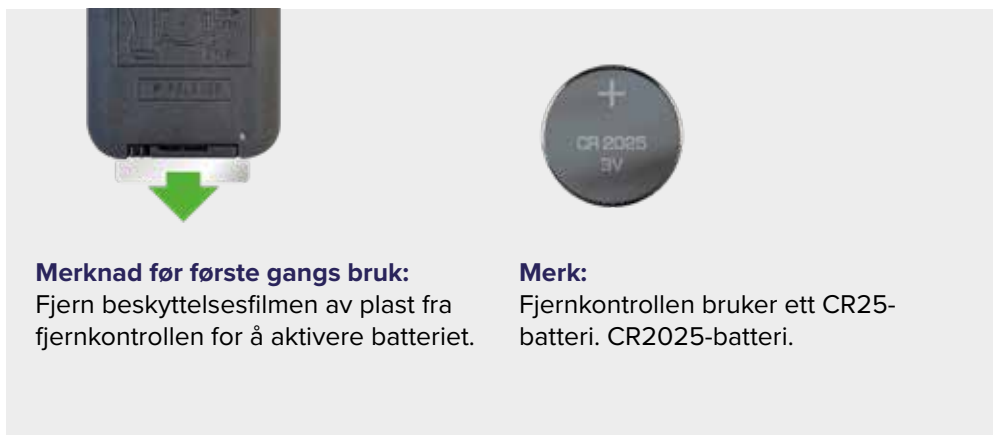 CR 2025
3V
Merknad før første gangs bruk:
Fjern beskyttelsesfilmen av plast fra
fjernkontrollen for å aktivere batteriet.
Merk:
Fjernkontrollen bruker ett CR25-
batteri. CR2025-batteri.